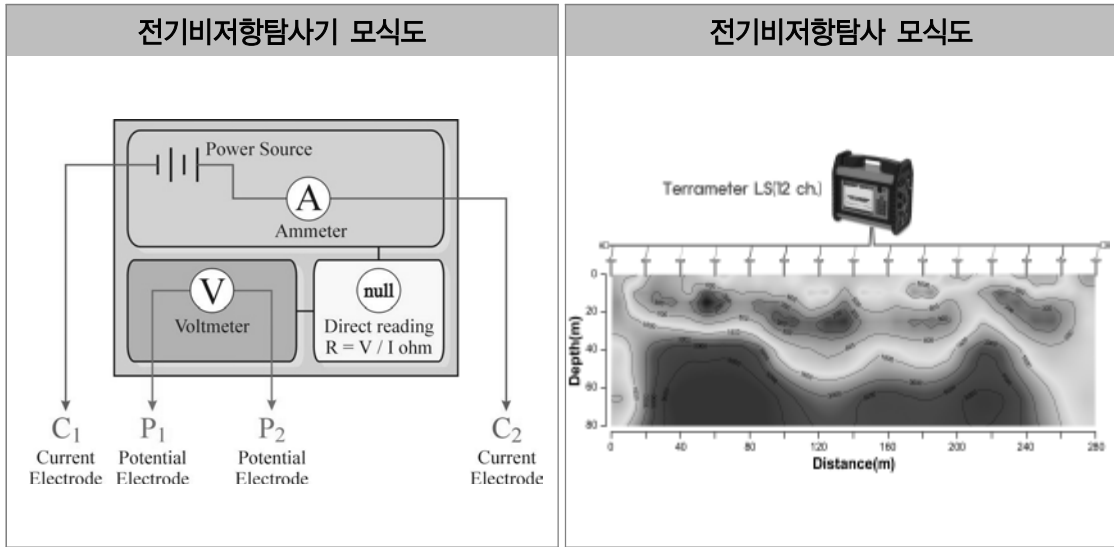 전기비저항탐사기 모식도
Power Source
A
Ammeter
V
Voltmeter
null
Direct reading
R = V / I ohm
C1
Current
Electrode
P1
Potential
Electrode
P2
Potential
Electrode
C2
Current
Electrode
전기비저항탐사 모식도
Terrameter LS(12 ch.)
Depth(m)
0
20
40
60
80
0
40
80
120
160
200
240
280
Distance(m)